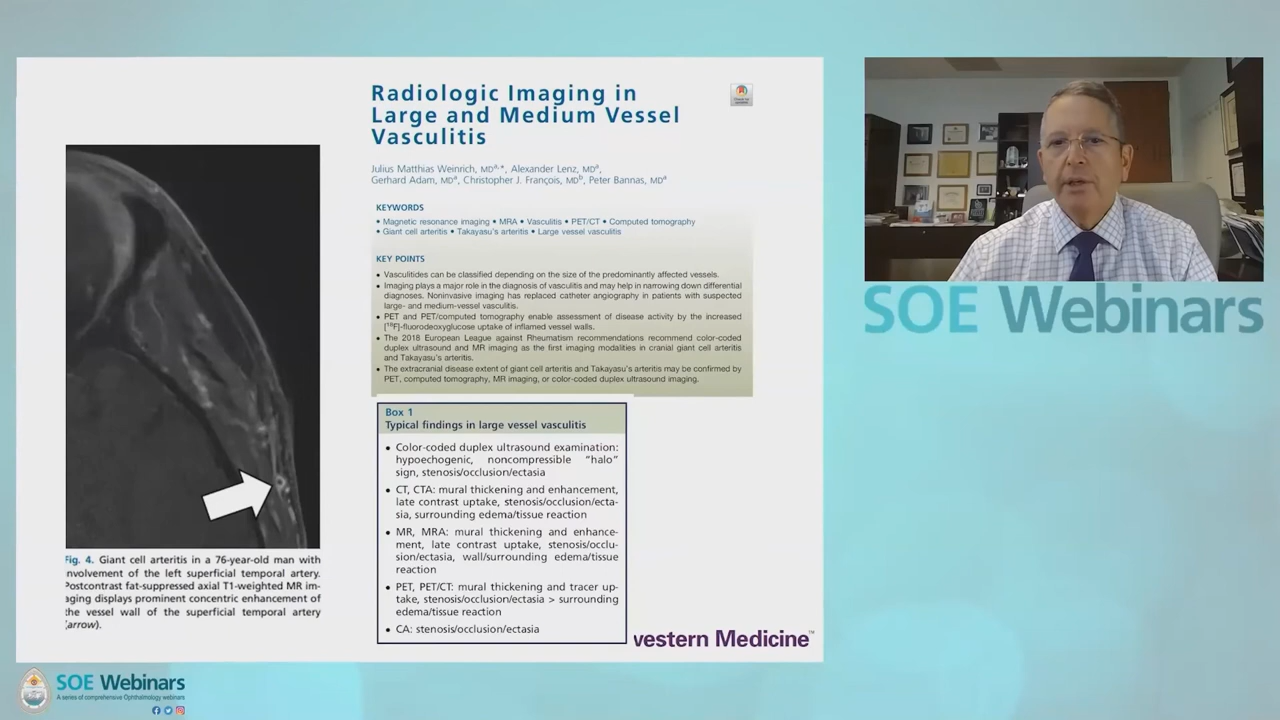 Radiologic Imaging in
Large and Medium Vessel
Vasculitis
Julius Matthias Weinrich, MDa,*, Alexander Lenz, MDa,
Gerhard Adam, MDa, Christopher J. François, MDb, Peter Bannas, MDa
KEYWORDS
• Magnetic resonance imaging • MRA • Vasculitis • PET/CT • Computed tomography
• Giant cell arteritis • Takayasu's arteritis • Large vessel vasculitis
KEY POINTS
• Vasculitides can be classified depending on the size of the predominantly affected vessels.
• Imaging plays a major role in the diagnosis of vasculitis and may help in narrowing down differential
diagnoses. Noninvasive imaging has replaced catheter angiography in patients with suspected
large- and medium-vessel vasculitis.
• PET and PET/computed tomography enable assessment of disease activity by the increased
[18F]-fluorodeoxyglucose uptake of inflamed vessel walls.
• The 2018 European League against Rheumatism recommendations recommend color-coded
duplex ultrasound and MR imaging as the first imaging modalities in cranial giant cell arteritis
and Takayasu's arteritis.
• The extracranial disease extent of giant cell arteritis and Takayasu's arteritis may be confirmed by
PET, computed tomography, MR imaging, or color-coded duplex ultrasound imaging.
Box 1
Typical findings in large vessel vasculitis
• Color-coded duplex ultrasound examination:
hypoechogenic, noncompressible "halo"
sign, stenosis/occlusion/ectasia
• CT, CTA: mural thickening and enhancement,
late contrast uptake, stenosis/occlusion/ecta-
sia, surrounding edema/tissue reaction
• MR, MRA: mural thickening and enhance-
ment, late contrast uptake, stenosis/occlu-
sion/ectasia, wall/surrounding edema/tissue
reaction
• PET, PET/CT: mural thickening and tracer up-
take, stenosis/occlusion/ectasia > surrounding
edema/tissue reaction
• CA: stenosis/occlusion/ectasia
Fig. 4. Giant cell arteritis in a 76-year-old man with
involvement of the left superficial temporal artery.
Postcontrast fat-suppressed axial T1-weighted MR im-
aging displays prominent concentric enhancement of
the vessel wall of the superficial temporal artery
(arrow).
western Medicine™
SOE Webinars
SOE Webinars
A series of comprehensive Ophthalmology webinars